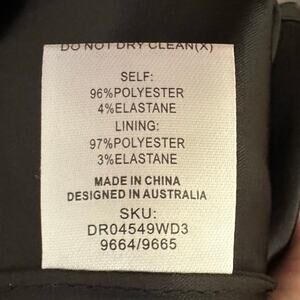 DO NOT DRY CLEAN(X)
SELF:
96%POLYESTER
4%ELASTANE
LINING:
97%POLYESTER
3%ELASTANE
MADE IN CHINA
DESIGNED IN AUSTRALIA
SKU:
DR04549WD3
9664/9665